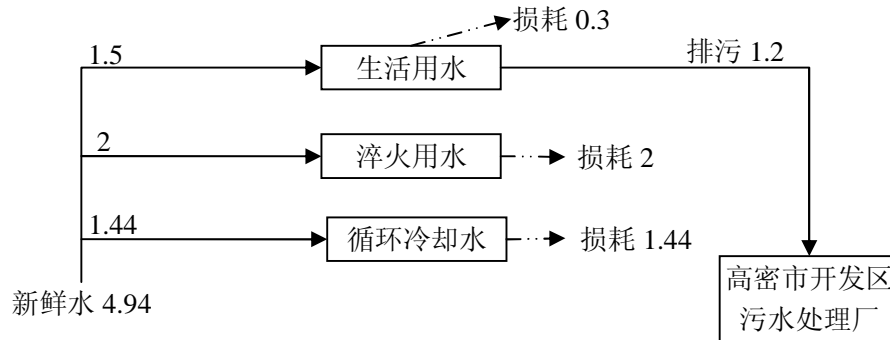 损耗 0.3
1.5
生活用水
排污 1.2
2
淬火用水
损耗 2
1.44
循环冷却水
损耗 1.44
新鲜水 4.94
高密市开发区
污水处理厂